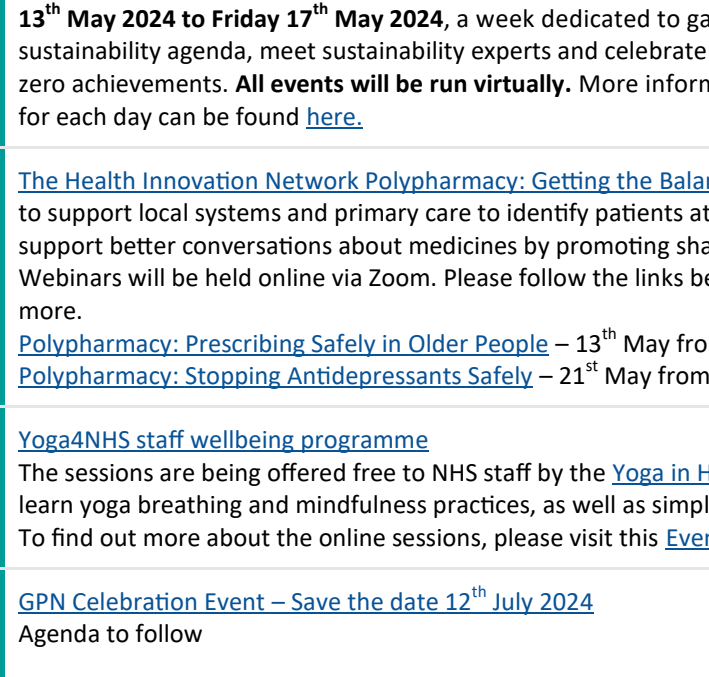 13th May 2024 to Friday 17th May 2024, a week dedicated to ga
sustainability agenda, meet sustainability experts and celebrate
zero achievements. All events will be run virtually. More inform
for each day can be found here.
The Health Innovation Network Polypharmacy: Getting the Balan
to support local systems and primary care to identify patients at
support better conversations about medicines by promoting sha
Webinars will be held online via Zoom. Please follow the links be
more.
Polypharmacy: Prescribing Safely in Older People – 13th May fro
Polypharmacy: Stopping Antidepressants Safely – 21st May from
Yoga4NHS staff wellbeing programme
The sessions are being offered free to NHS staff by the Yoga in H
learn yoga breathing and mindfulness practices, as well as simpl
To find out more about the online sessions, please visit this Even
GPN Celebration Event – Save the date 12th July 2024
Agenda to follow